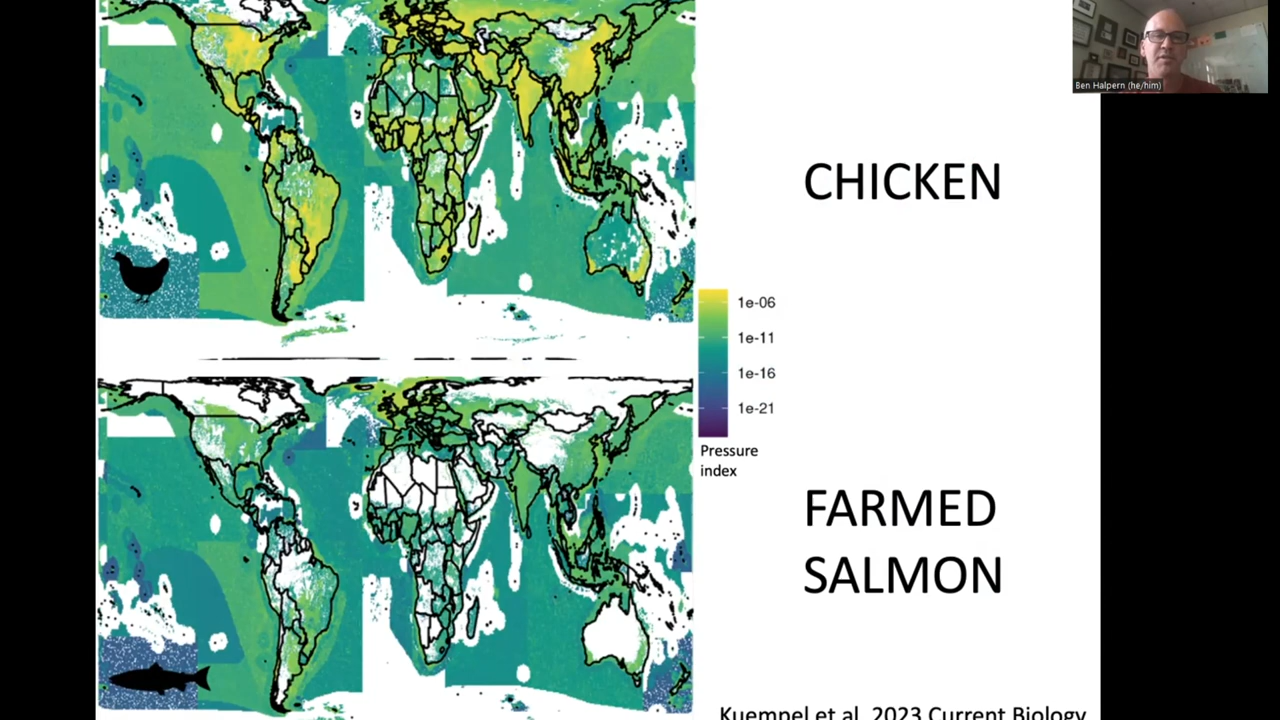 Ben Halpern (he/him)
CHICKEN
1e-06
1e-11
1e-16
1e-21
Pressure
index
FARMED
SALMON
Kuempel et al. 2023 Current Biology